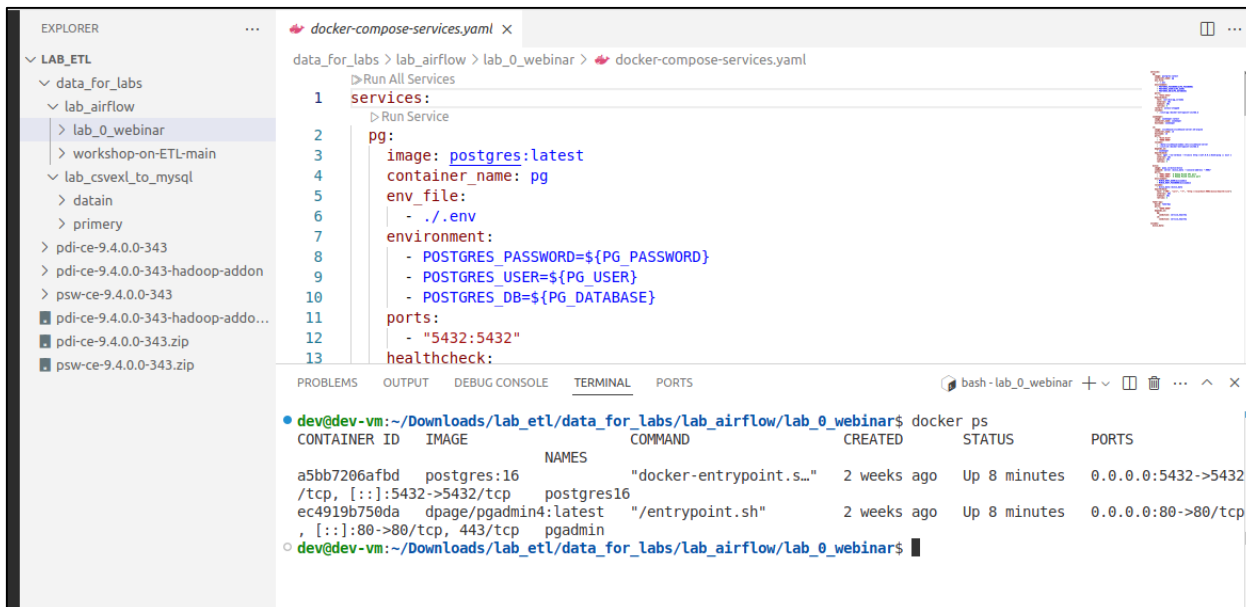 EXPLORER
LAB_ETL
data_for_labs
lab_airflow
lab_0_webinar
workshop-on-ETL-main
lab_csvexl_to_mysql
datain
primery
pdi-ce-9.4.0.0-343
pdi-ce-9.4.0.0-343-hadoop-addon
psw-ce-9.4.0.0-343
pdi-ce-9.4.0.0-343-hadoop-addo...
pdi-ce-9.4.0.0-343.zip
psw-ce-9.4.0.0-343.zip
docker-compose-services.yaml
data_for_labs > lab_airflow > lab_0_webinar > docker-compose-services.yaml
Run All Services
1 services:
Run Service
2 pg:
3 image: postgres:latest
4 container_name: pg
5 env_file:
6 - ./.env
7 environment:
8 - POSTGRES_PASSWORD=${PG_PASSWORD}
9 - POSTGRES_USER=${PG_USER}
10 - POSTGRES_DB=${PG_DATABASE}
11 ports:
12 - "5432:5432"
13 healthcheck:
PROBLEMS OUTPUT DEBUG CONSOLE TERMINAL PORTS bash - lab_0_webinar
dev@dev-vm:~/Downloads/lab_etl/data_for_labs/lab_airflow/lab_0_webinar$ docker ps
CONTAINER ID IMAGE COMMAND CREATED STATUS PORTS
NAMES
a5bb7206afbd postgres:16 "docker-entrypoint.s…" 2 weeks ago Up 8 minutes 0.0.0.0:5432->5432
/tcp, [::]:5432->5432/tcp postgres16
ec4919b750da dpage/pgadmin4:latest "/entrypoint.sh" 2 weeks ago Up 8 minutes 0.0.0.0:80->80/tcp
, [::]:80->80/tcp, 443/tcp pgadmin
dev@dev-vm:~/Downloads/lab_etl/data_for_labs/lab_airflow/lab_0_webinar$